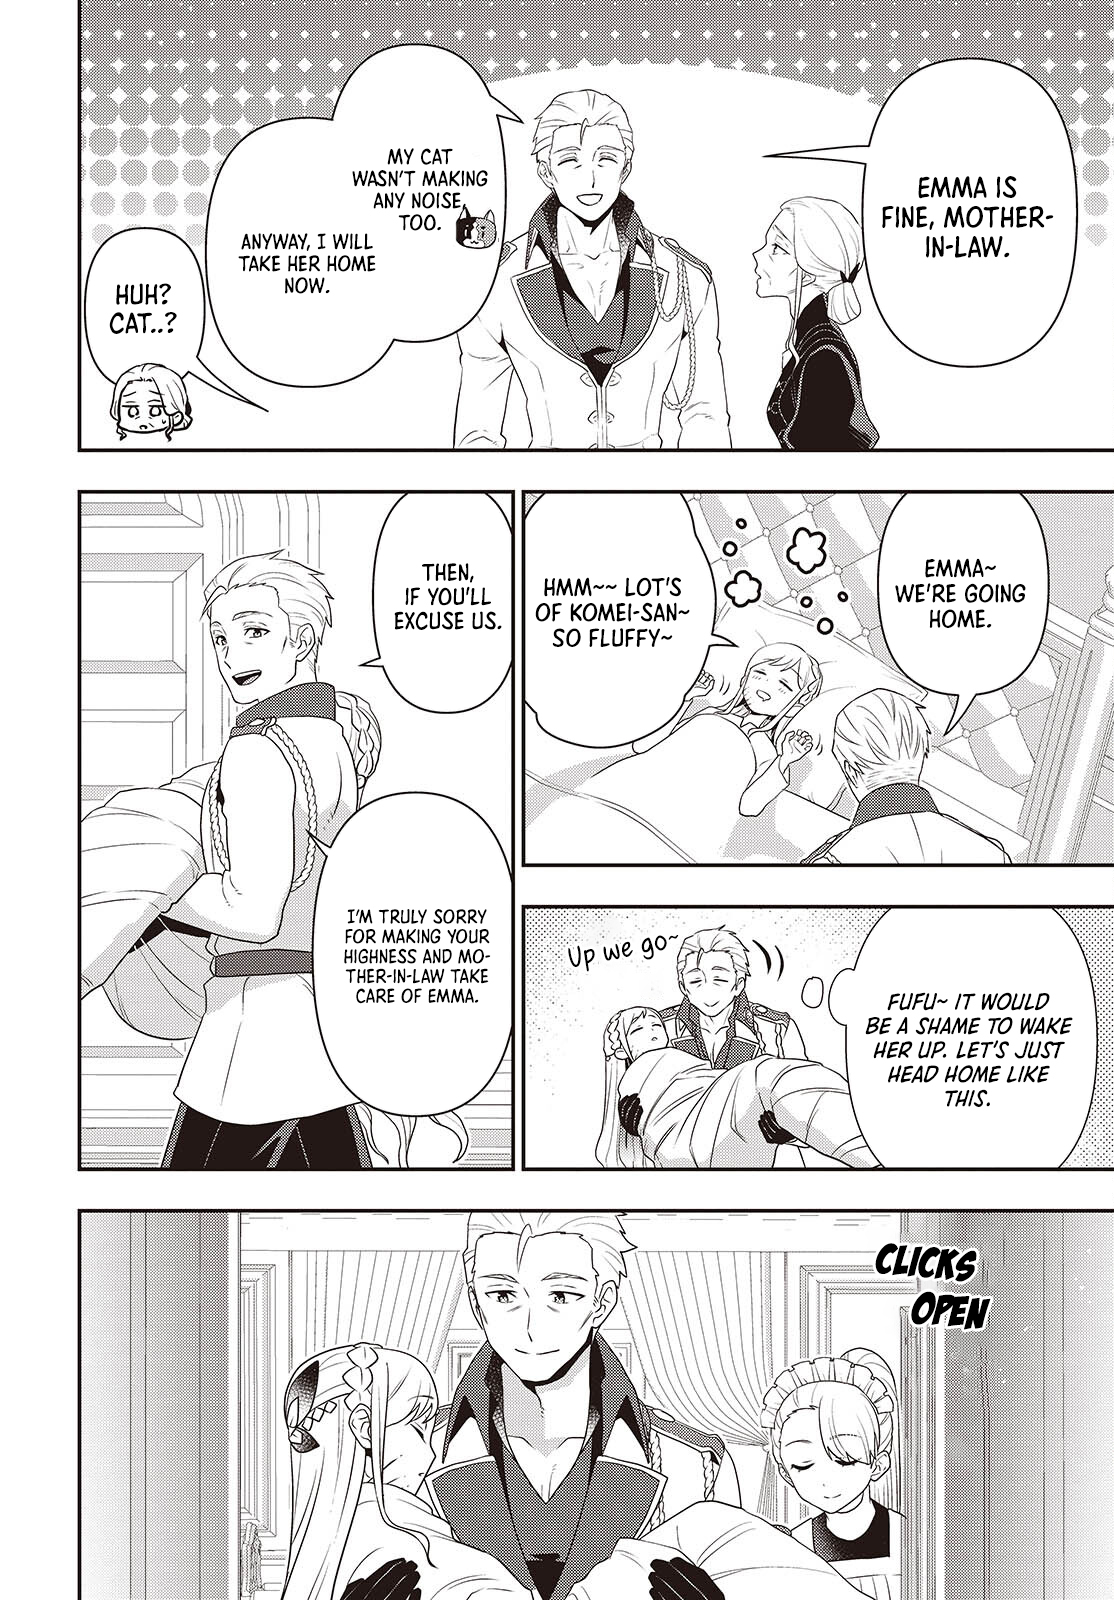 EMMA IS
FINE, MOTHER-
IN-LAW.
MY CAT
WASN'T MAKING
ANY NOISE,
TOO.
ANYWAY, I WILL
TAKE HER HOME
NOW.
HUH?
CAT..?
EMMA~
WE'RE GOING
HOME.
HMM~~ LOT'S
OF KOMEI-SAN~
SO FLUFFY~
FUFU~ IT WOULD
BE A SHAME TO WAKE
HER UP. LET'S JUST
HEAD HOME LIKE
THIS.
Up we go~
THEN,
IF YOU'LL
EXCUSE US.
I'M TRULY SORRY
FOR MAKING YOUR
HIGHNESS AND MO-
THER-IN-LAW TAKE
CARE OF EMMA.
CLICKS
OPEN